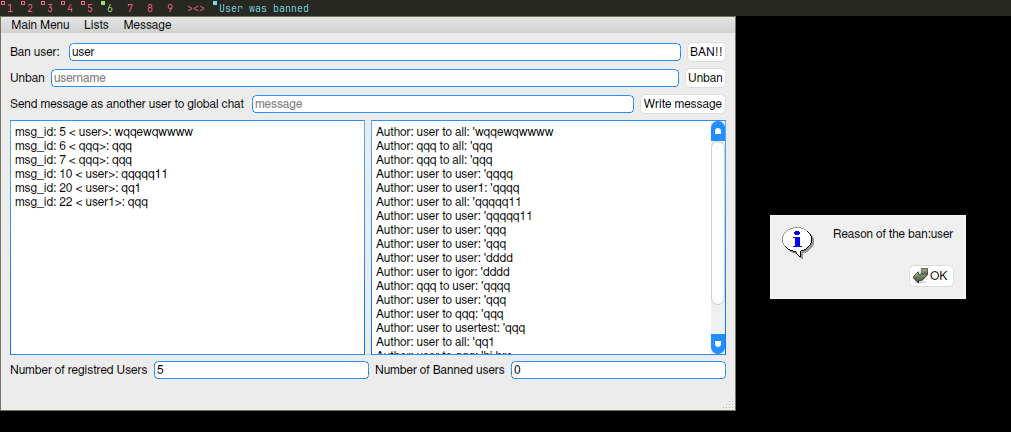 1 2 3 4 5 6 7 8 9 ><> User was banned
Main Menu Lists Message
Ban user: user BAN!!
Unban username Unban
Send message as another user to global chat message Write message
msg_id: 5 < user>: wqqewqwwww
msg_id: 6 < qqq>: qqq
msg_id: 7 < qqq>: qqq
msg_id: 10 < user>: qqqqq11
msg_id: 20 < user>: qq1
msg_id: 22 < user1>: qqq
Author: user to all: 'wqqewqwwww
Author: qqq to all: 'qqq
Author: qqq to all: 'qqq
Author: user to user: 'qqqq
Author: user to user1: 'qqqq
Author: user to all: 'qqqqq11
Author: user to user: 'qqqqq11
Author: user to user: 'qqq
Author: user to user: 'qqq
Author: user to user: 'dddd
Author: user to igor: 'dddd
Author: qqq to user: 'qqqq
Author: user to user: 'qqq
Author: user to qqq: 'qqq
Author: user to usertest: 'qqq
Author: user to all: 'qq1
Number of registred Users 5 Number of Banned users 0
Reason of the ban:user
OK